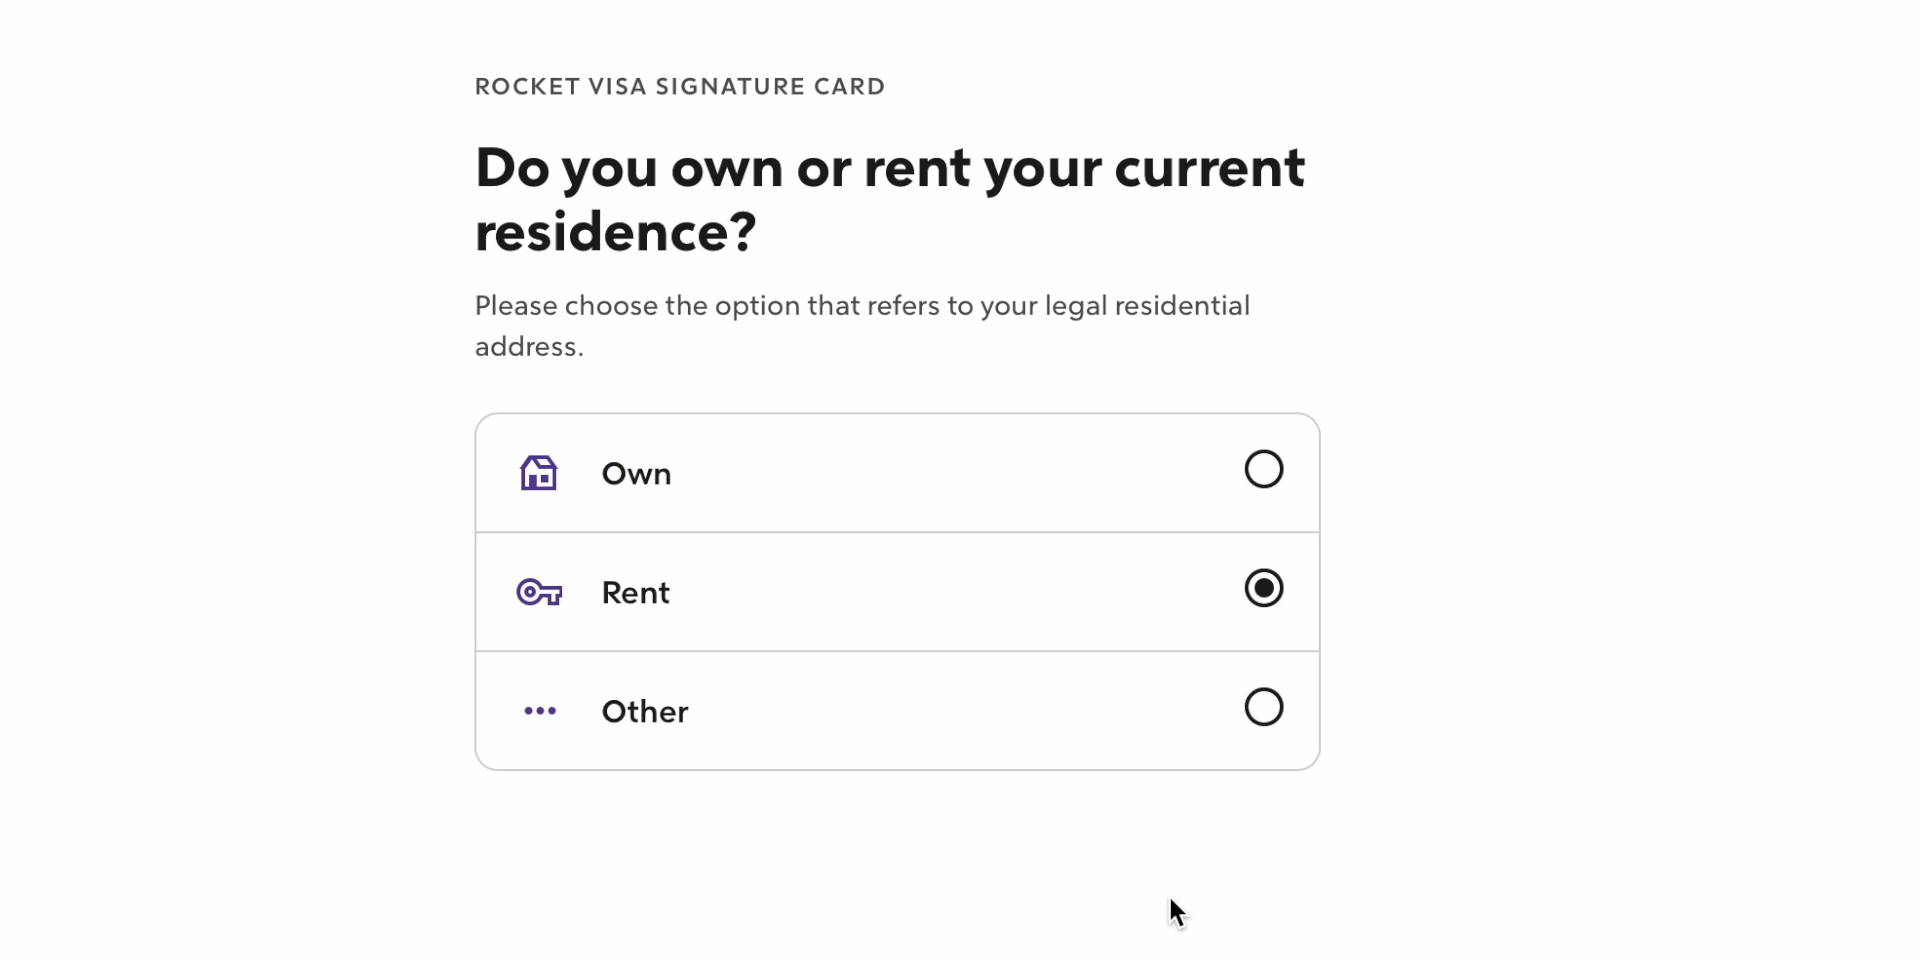 ROCKET VISA SIGNATURE CARD
Do you own or rent your current
residence?
Please choose the option that refers to your legal residential
address.
Own
Rent
Other